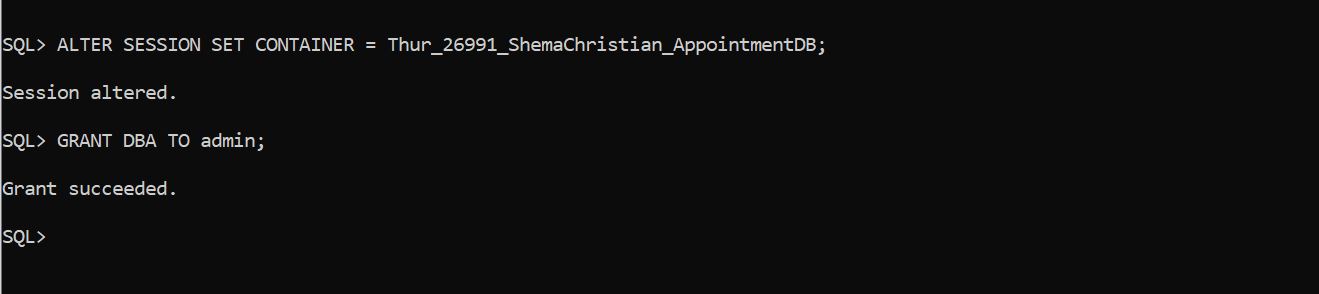 SQL> ALTER SESSION SET CONTAINER = Thur_26991_ShemaChristian_AppointmentDB;
Session altered.
SQL> GRANT DBA TO admin;
Grant succeeded.
SQL>